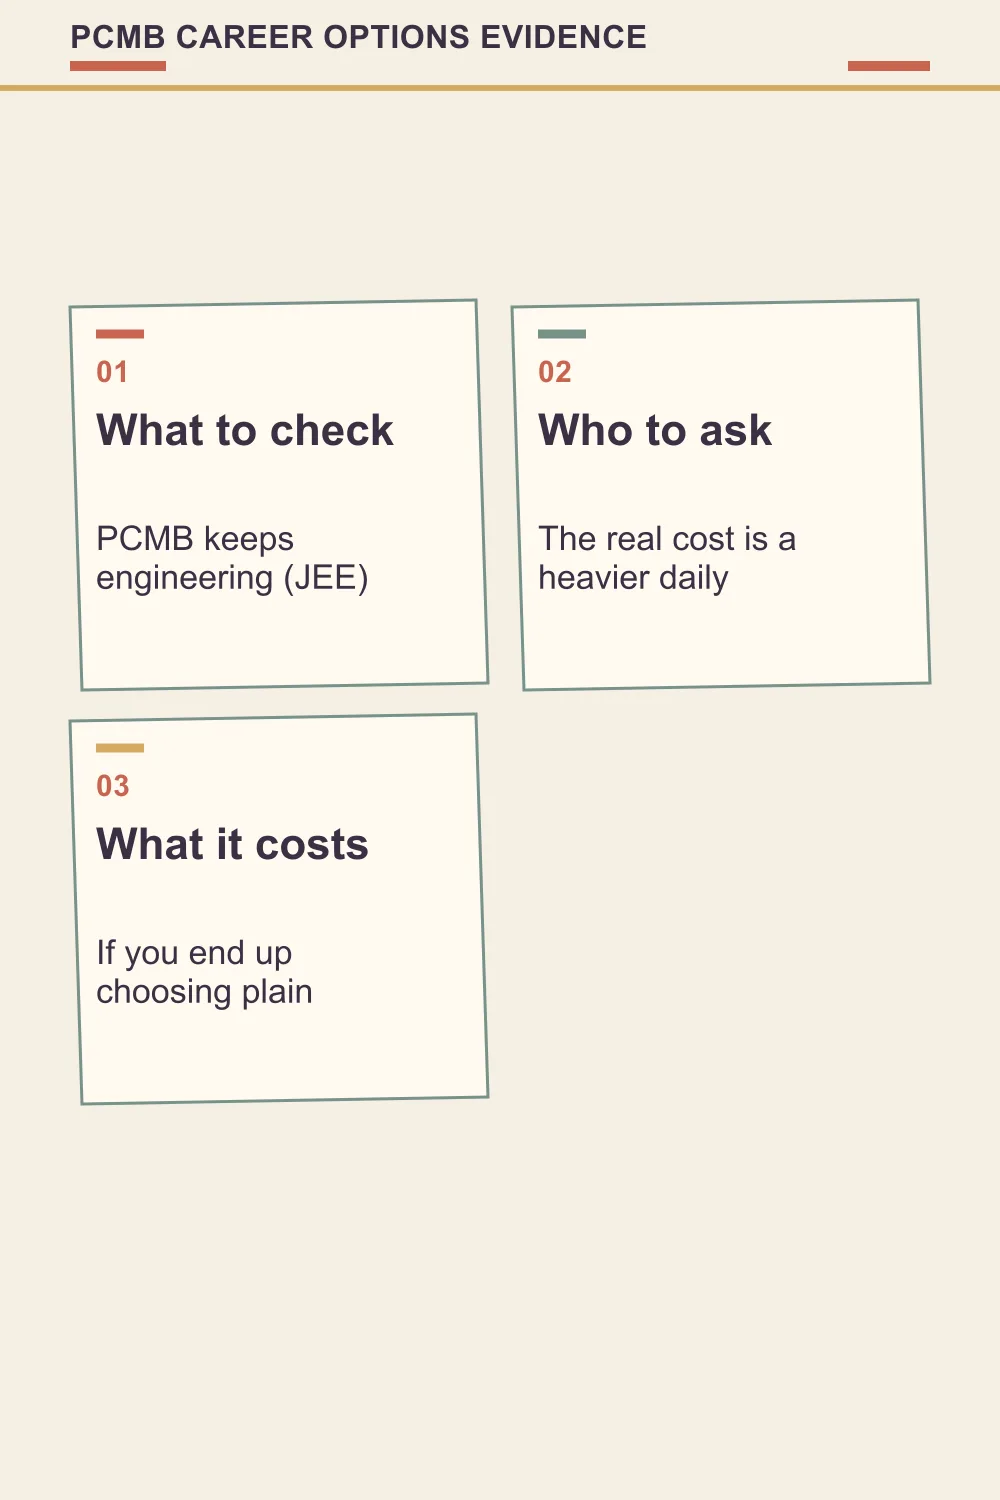 PCMB CAREER OPTIONS EVIDENCE
01
What to check
PCMB keeps
engineering (JEE)
02
Who to ask
The real cost is a
heavier daily
03
What it costs
If you end up
choosing plain